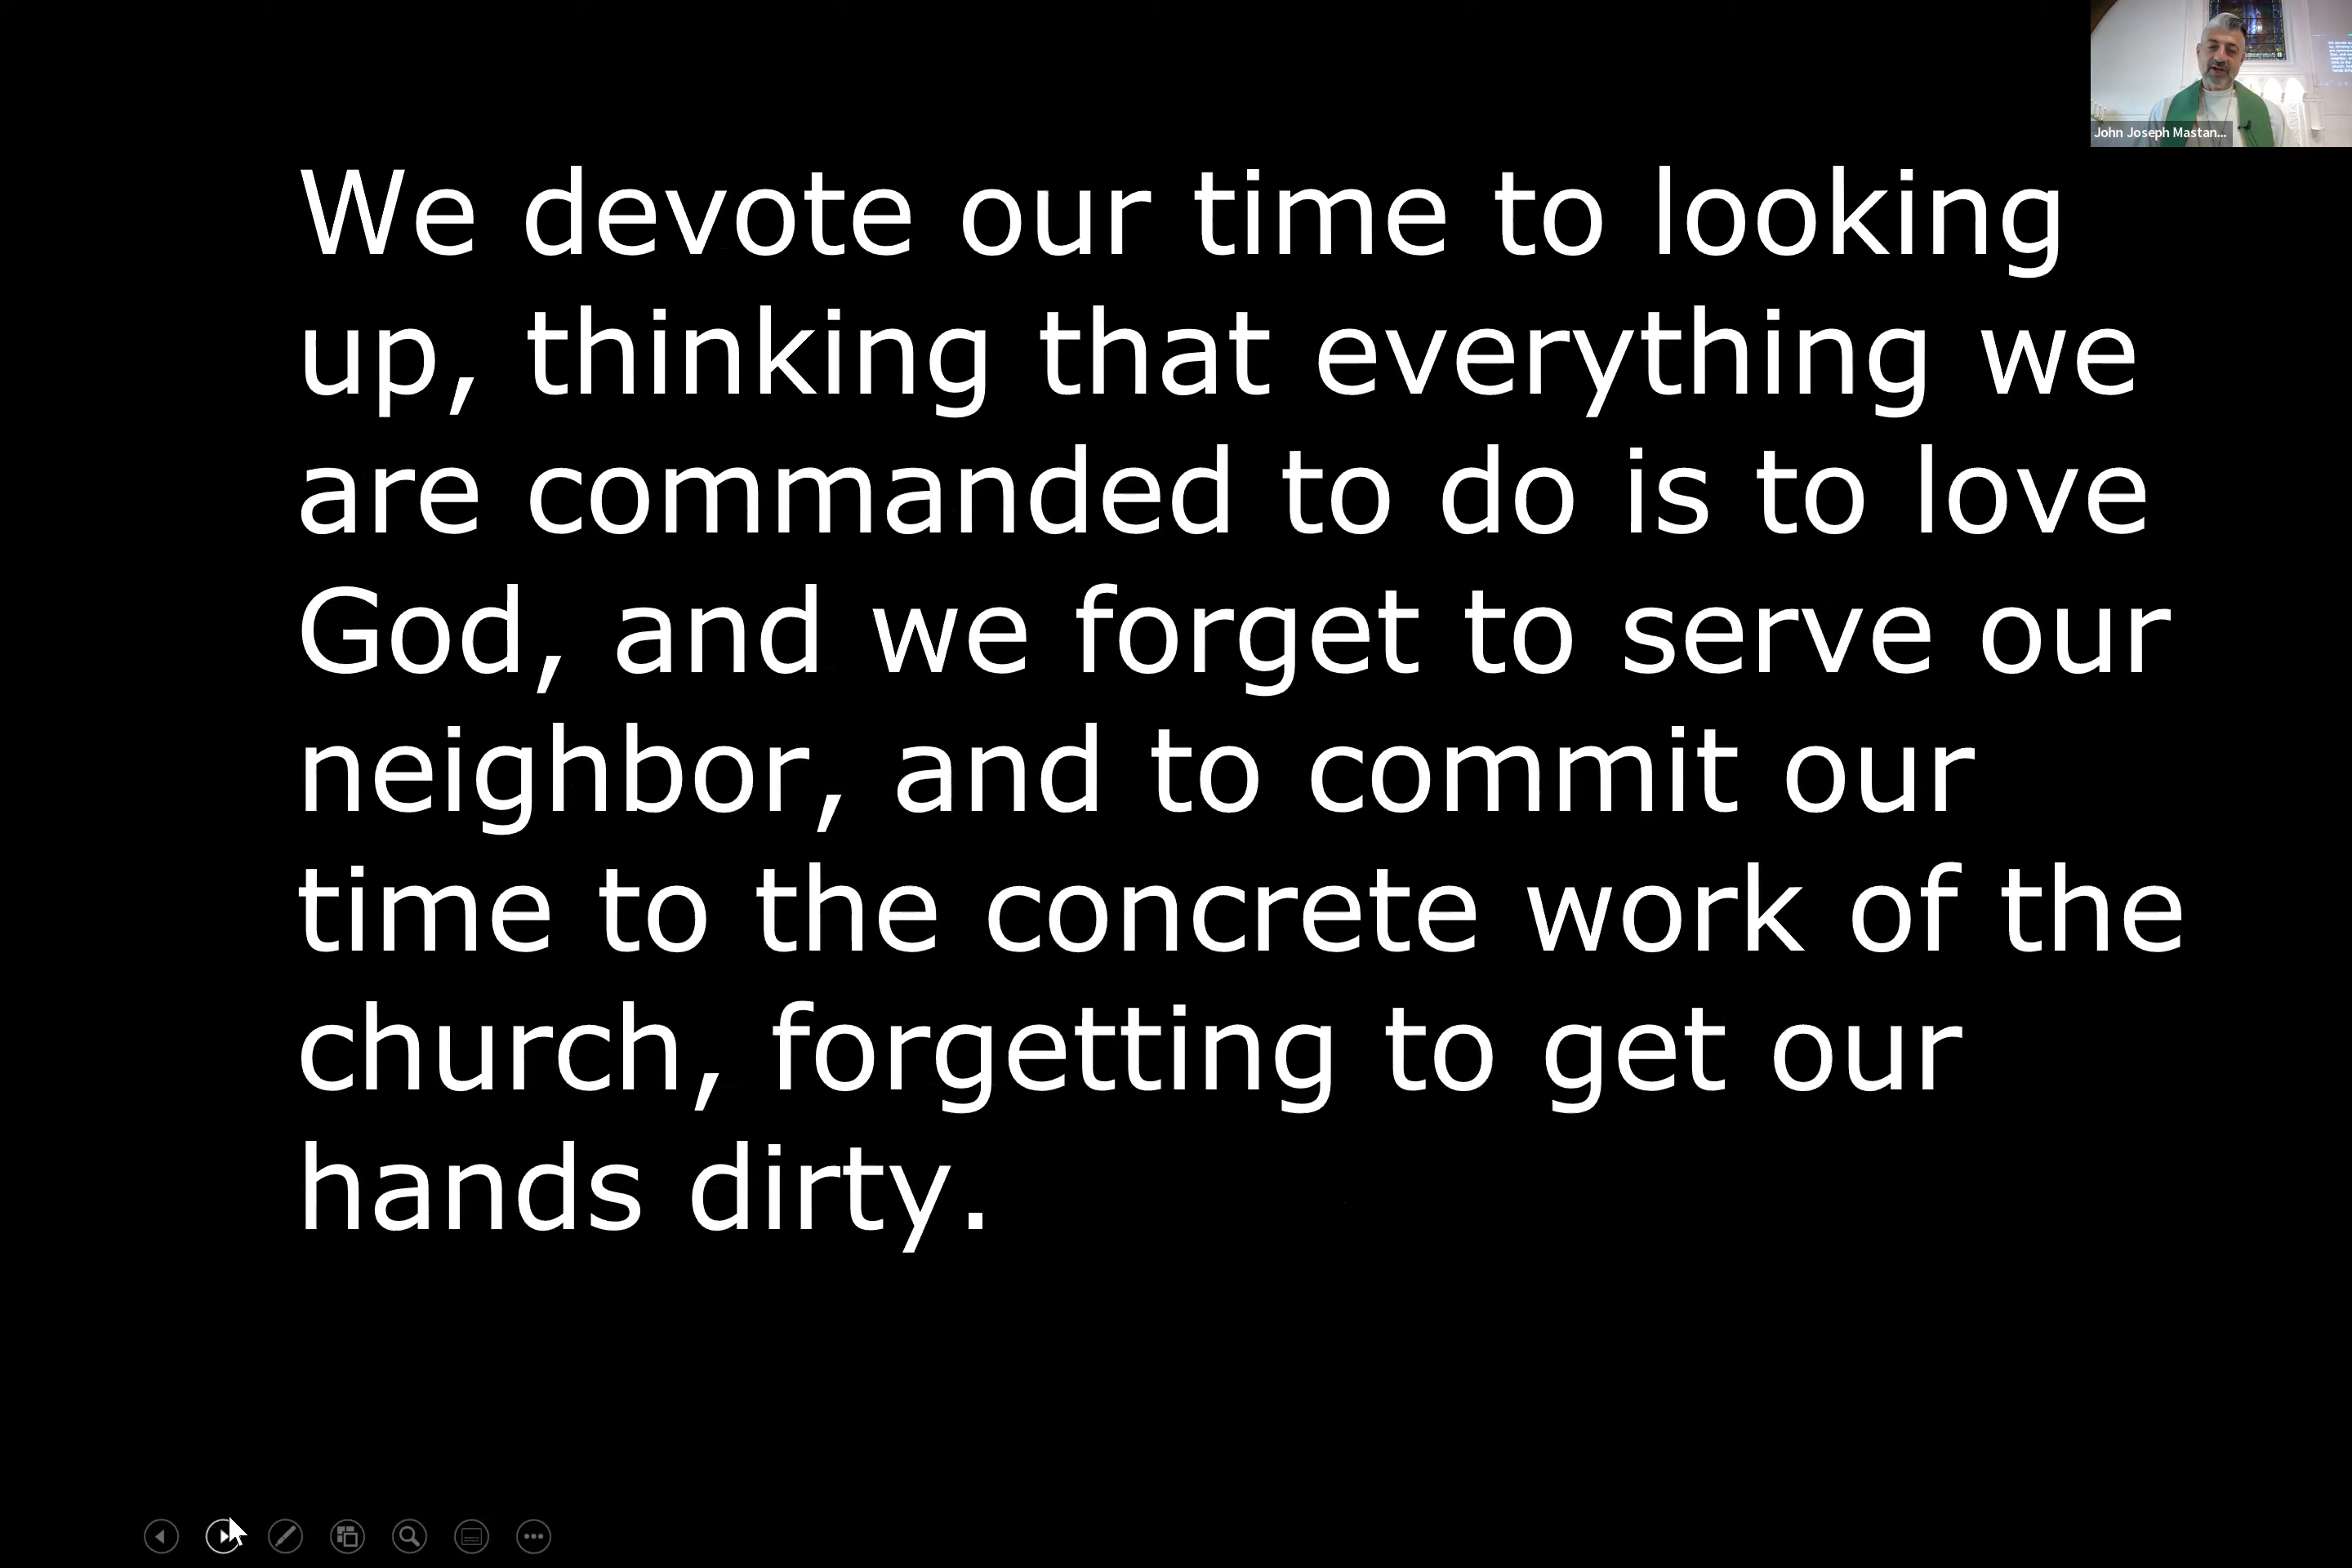 John Joseph Mastan...
We devote our time to looking
up, thinking that everything we
are commanded to do is to love
God, and we forget to serve our
neighbor, and to commit our
time to the concrete work of the
church, forgetting to get our
hands dirty.